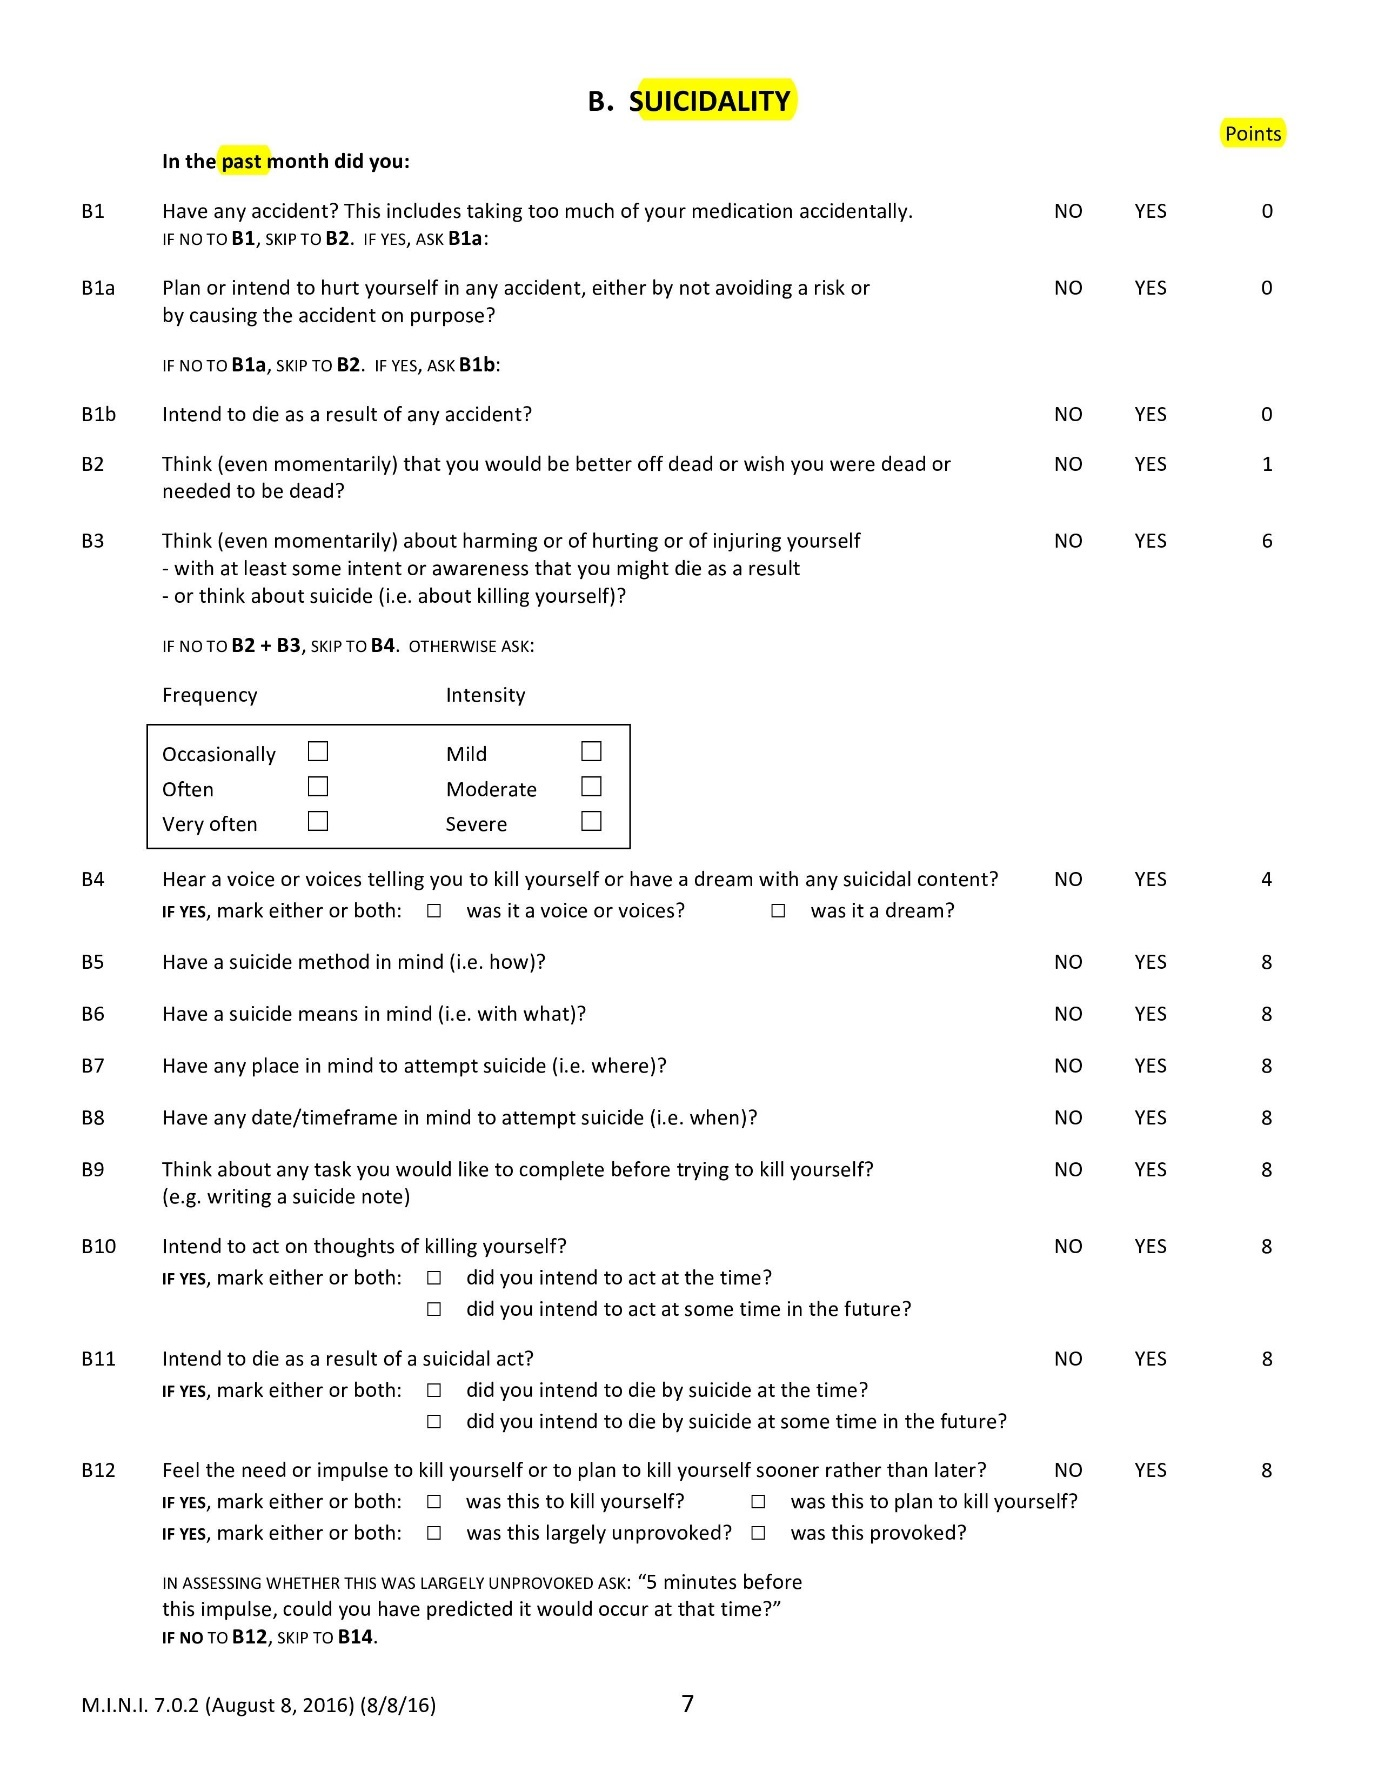 B. SUICIDALITY
Points
In the past month did you:
B1 Have any accident? This includes taking too much of your medication accidentally. NO YES 0
IF NO TO B1, SKIP TO B2. IF YES, ASK B1a:
B1a Plan or intend to hurt yourself in any accident, either by not avoiding a risk or NO YES 0
by causing the accident on purpose?
IF NO TO B1a, SKIP TO B2. IF YES, ASK B1b:
B1b Intend to die as a result of any accident? NO YES 0
B2 Think (even momentarily) that you would be better off dead or wish you were dead or NO YES 1
needed to be dead?
B3 Think (even momentarily) about harming or of hurting or of injuring yourself NO YES 6
- with at least some intent or awareness that you might die as a result
- or think about suicide (i.e. about killing yourself)?
IF NO TO B2 + B3, SKIP TO B4. OTHERWISE ASK:
Frequency Intensity
Occasionally ☐ Mild ☐
Often ☐ Moderate ☐
Very often ☐ Severe ☐
B4 Hear a voice or voices telling you to kill yourself or have a dream with any suicidal content? NO YES 4
IF YES, mark either or both: ☐ was it a voice or voices? ☐ was it a dream?
B5 Have a suicide method in mind (i.e. how)? NO YES 8
B6 Have a suicide means in mind (i.e. with what)? NO YES 8
B7 Have any place in mind to attempt suicide (i.e. where)? NO YES 8
B8 Have any date/timeframe in mind to attempt suicide (i.e. when)? NO YES 8
B9 Think about any task you would like to complete before trying to kill yourself? NO YES 8
(e.g. writing a suicide note)
B10 Intend to act on thoughts of killing yourself? NO YES 8
IF YES, mark either or both: ☐ did you intend to act at the time?
☐ did you intend to act at some time in the future?
B11 Intend to die as a result of a suicidal act? NO YES 8
IF YES, mark either or both: ☐ did you intend to die by suicide at the time?
☐ did you intend to die by suicide at some time in the future?
B12 Feel the need or impulse to kill yourself or to plan to kill yourself sooner rather than later? NO YES 8
IF YES, mark either or both: ☐ was this to kill yourself? ☐ was this to plan to kill yourself?
IF YES, mark either or both: ☐ was this largely unprovoked? ☐ was this provoked?
IN ASSESSING WHETHER THIS WAS LARGELY UNPROVOKED ASK: “5 minutes before
this impulse, could you have predicted it would occur at that time?”
IF NO TO B12, SKIP TO B14.
M.I.N.I. 7.0.2 (August 8, 2016) (8/8/16) 7